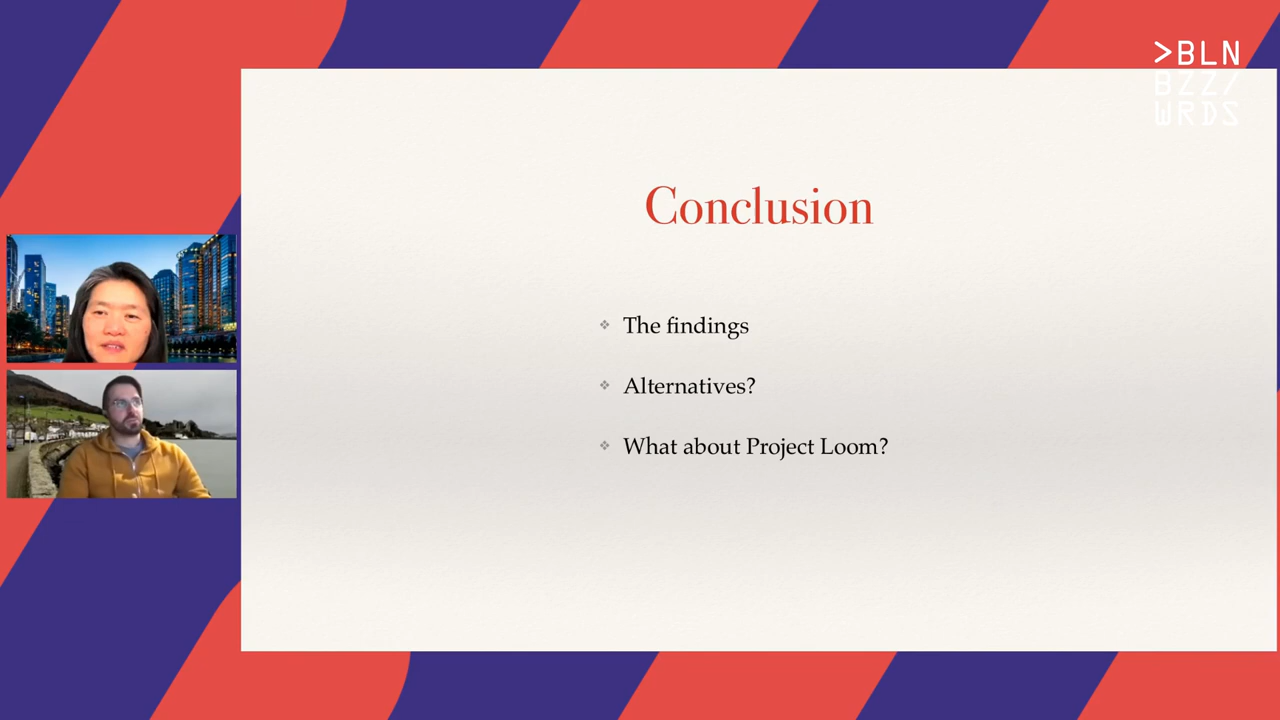 >BLN
BZZ/
WRDS
Conclusion
The findings
Alternatives?
What about Project Loom?